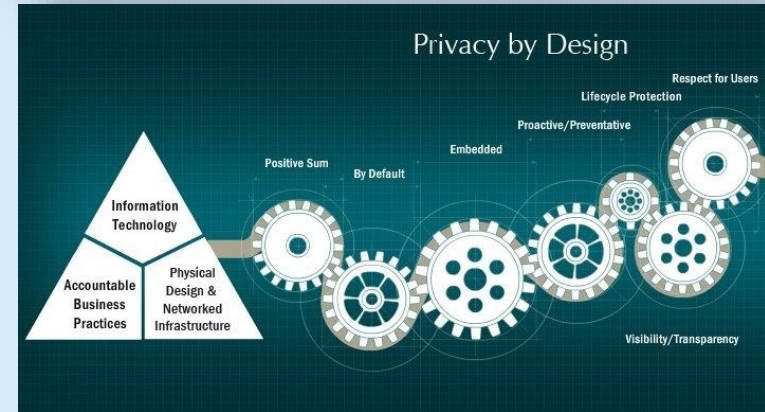 Privacy by Design
Respect for Users
Lifecycle Protection
Proactive/Preventative
Embedded
Positive Sum
By Default
Information
Technology
Accountable
Business
Practices
Physical
Design &
Networked
Infrastructure
Visibility/Transparency